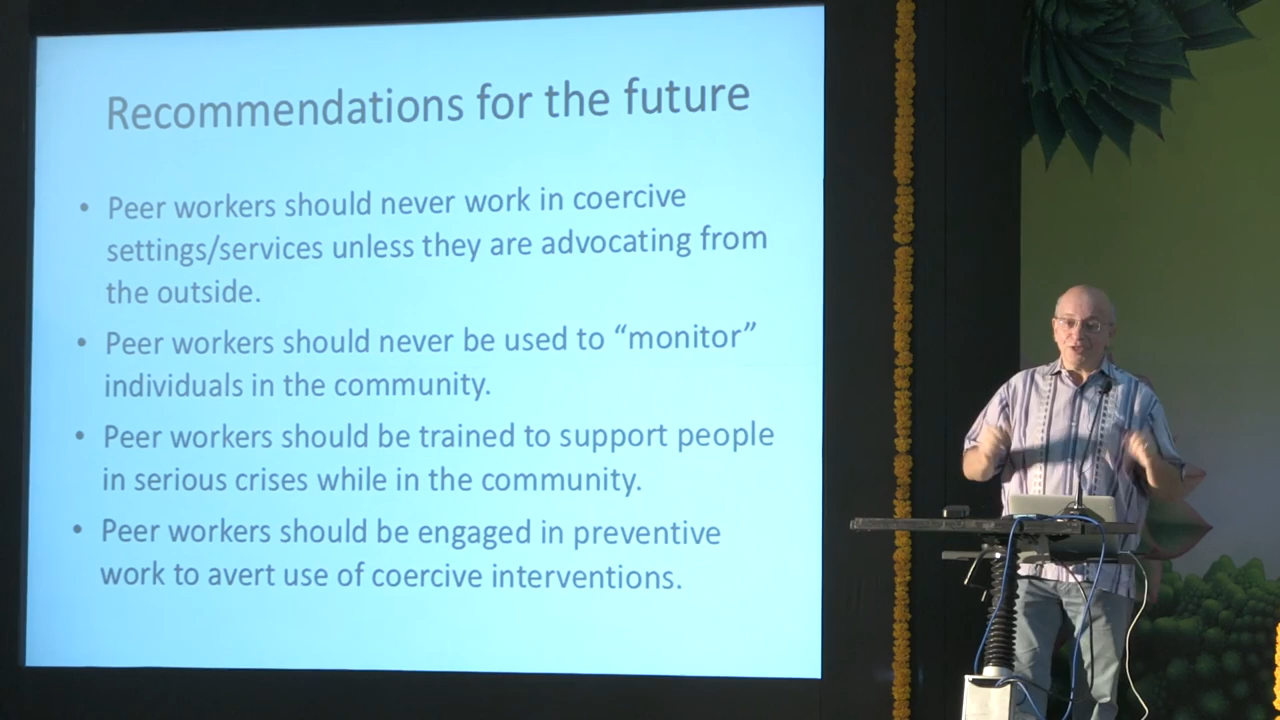 Recommendations for the future
• Peer workers should never work in coercive
settings/services unless they are advocating from
the outside.
• Peer workers should never be used to “monitor”
individuals in the community.
• Peer workers should be trained to support people
in serious crises while in the community.
• Peer workers should be engaged in preventive
work to avert use of coercive interventions.